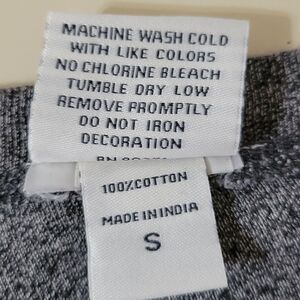 MACHINE WASH COLD
WITH LIKE COLORS
NO CHLORINE BLEACH
TUMBLE DRY LOW
REMOVE PROMPTLY
DO NOT IRON
DECORATION
100%COTTON
MADE IN INDIA
S